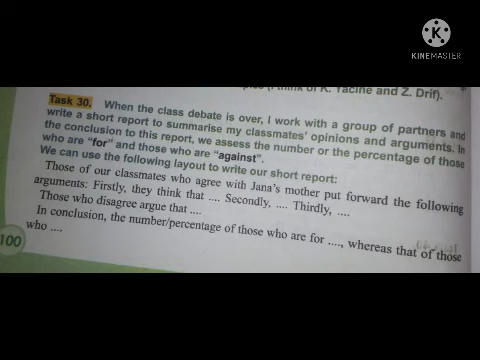 KINEMASTER
(think of K. Yacine and Z. Drif).
Task 30. When the class debate is over, I work with a group of partners and
write a short report to summarise my classmates' opinions and arguments. In
the conclusion to this report, we assess the number or the percentage of those
who are "for" and those who are "against".
We can use the following layout to write our short report:
Those of our classmates who agree with Jana's mother put forward the following
arguments: Firstly, they think that .... Secondly, .... Thirdly, ....
Those who disagree argue that ....
In conclusion, the number/percentage of those who are for ...., whereas that of those
who ....
100